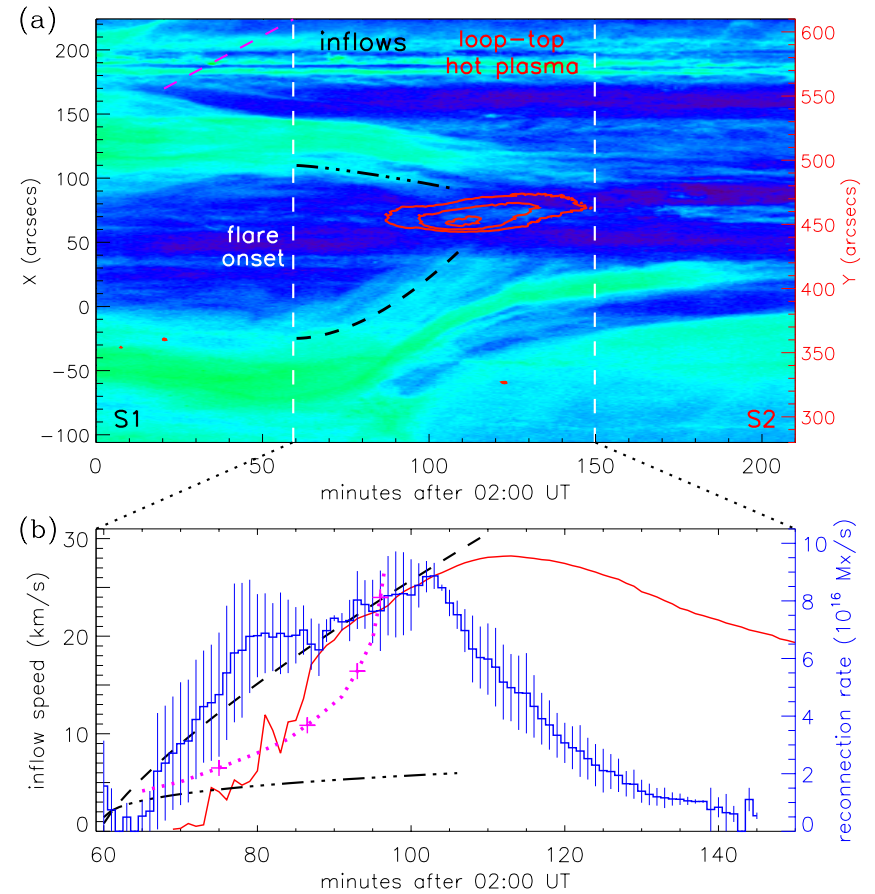 (a)
inflows
loop-top
hot plasma
flare
onset
S1
S2
X (arcsecs)
200
150
100
50
0
-50
-100
Y (arcsecs)
600
550
500
450
400
350
300
0
50
100
150
200
minutes after 02:00 UT
(b)
inflow speed (km/s)
30
20
10
0
reconnection rate (10¹⁶ Mx/s)
10
8
6
4
2
0
60
80
100
120
140
minutes after 02:00 UT